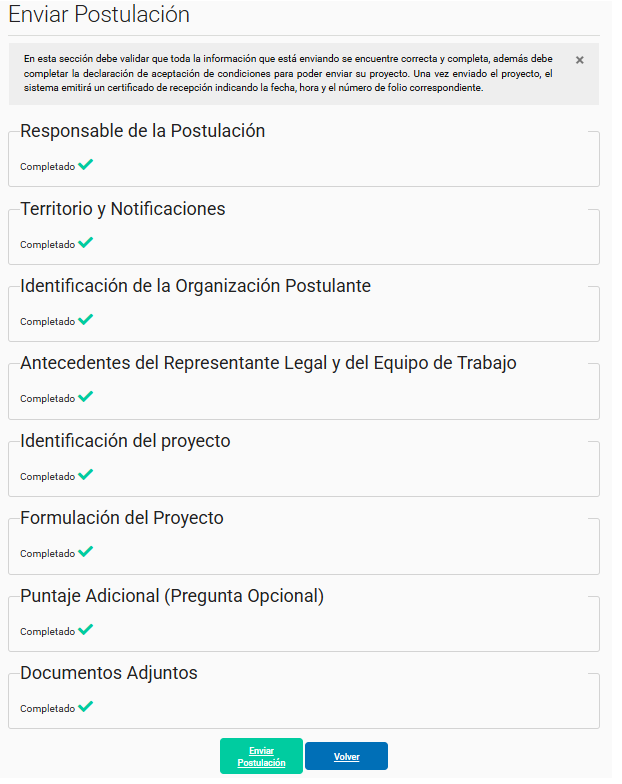 Enviar Postulación
En esta sección debe validar que toda la información que está enviando se encuentre correcta y completa, además debe
completar la declaración de aceptación de condiciones para poder enviar su proyecto. Una vez enviado el proyecto, el
sistema emitirá un certificado de recepción indicando la fecha, hora y el número de folio correspondiente.
Responsable de la Postulación
Completado
Territorio y Notificaciones
Completado
Identificación de la Organización Postulante
Completado
Antecedentes del Representante Legal y del Equipo de Trabajo
Completado
Identificación del proyecto
Completado
Formulación del Proyecto
Completado
Puntaje Adicional (Pregunta Opcional)
Completado
Documentos Adjuntos
Completado
Enviar
Postulación
Volver